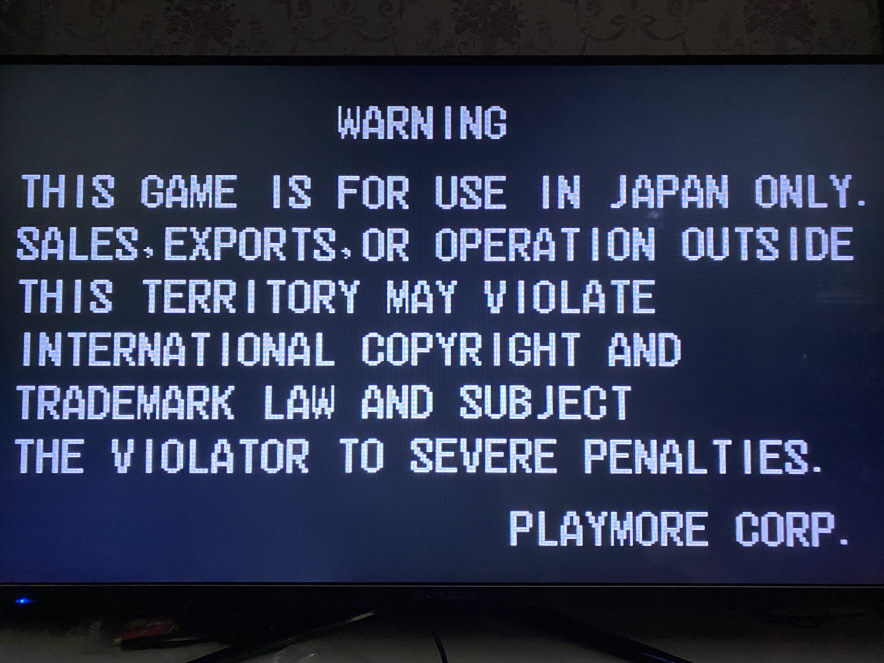 WARNING
THIS GAME IS FOR USE IN JAPAN ONLY.
SALES,EXPORTS,OR OPERATION OUTSIDE
THIS TERRITORY MAY VIOLATE
INTERNATIONAL COPYRIGHT AND
TRADEMARK LAW AND SUBJECT
THE VIOLATOR TO SEVERE PENALTIES.
PLAYMORE CORP.